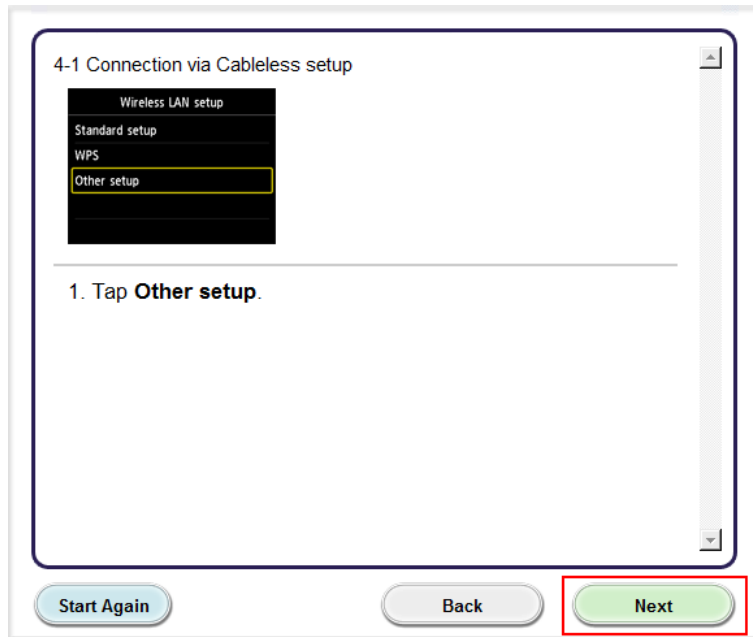 4-1 Connection via Cableless setup
Wireless LAN setup
Standard setup
WPS
Other setup
1. Tap Other setup.
Start Again
Back
Next